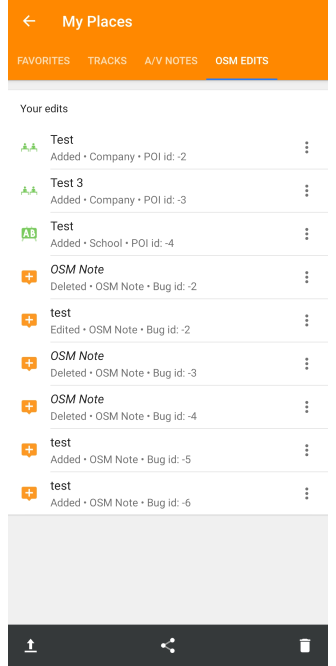 My Places
FAVORITES TRACKS A/V NOTES OSM EDITS
Your edits
Test
Added • Company • POI id: -2
Test 3
Added • Company • POI id: -3
AB
Test
Added • School • POI id: -4
OSM Note
Deleted • OSM Note • Bug id: -2
test
Edited • OSM Note • Bug id: -2
OSM Note
Deleted • OSM Note • Bug id: -3
OSM Note
Deleted • OSM Note • Bug id: -4
test
Added • OSM Note • Bug id: -5
test
Added • OSM Note • Bug id: -6